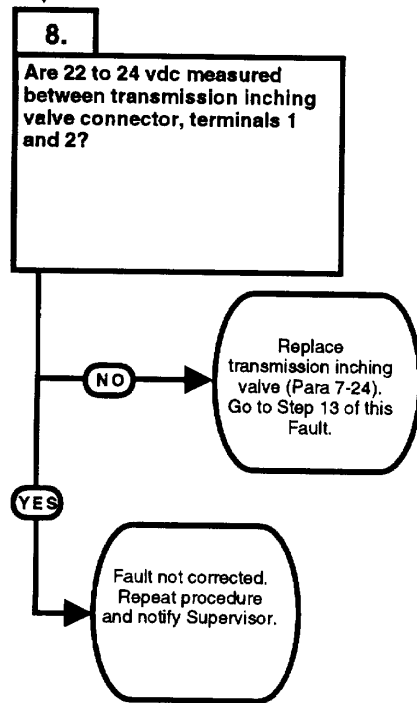 8.
Are 22 to 24 vdc measured
between transmission inching
valve connector, terminals 1
and 2?
Replace
transmission inching
valve (Para 7-24).
Go to Step 13 of this
Fault.
NO
YES
Fault not corrected.
Repeat procedure
and notify Supervisor.